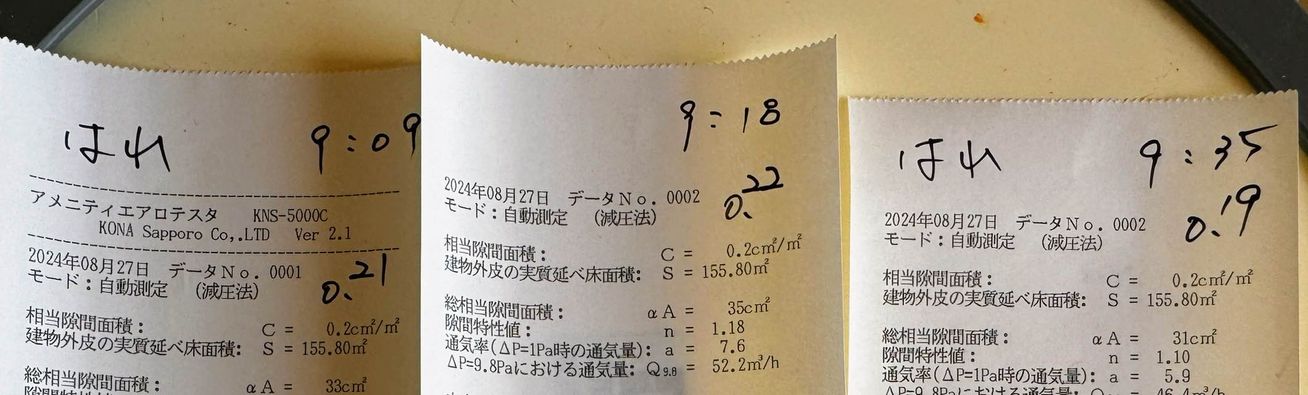 はれ 9:09
アメニティエアロテスタ KNS-5000C
KONA Sapporo Co,.LTD Ver 2.1
2024年08月27日 データNo. 0001
モード:自動測定 (減圧法) 0.21
相当隙間面積: C = 0.2cm²/m²
建物外皮の実質延べ床面積: S = 155.80m²
総相当隙間面積: αA = 33cm²
9:18
2024年08月27日 データNo. 0002
モード:自動測定 (減圧法) 0.22
相当隙間面積: C = 0.2cm²/m²
建物外皮の実質延べ床面積: S = 155.80m²
総相当隙間面積: αA = 35cm²
隙間特性値: n = 1.18
通気率(ΔP=1Pa時の通気量): a = 7.6
ΔP=9.8Paにおける通気量: Q9.8 = 52.2m³/h
はれ 9:35
2024年08月27日 データNo. 0002
モード:自動測定 (減圧法) 0.19
相当隙間面積: C = 0.2cm²/m²
建物外皮の実質延べ床面積: S = 155.80m²
総相当隙間面積: αA = 31cm²
隙間特性値: n = 1.10
通気率(ΔP=1Pa時の通気量): a = 5.9